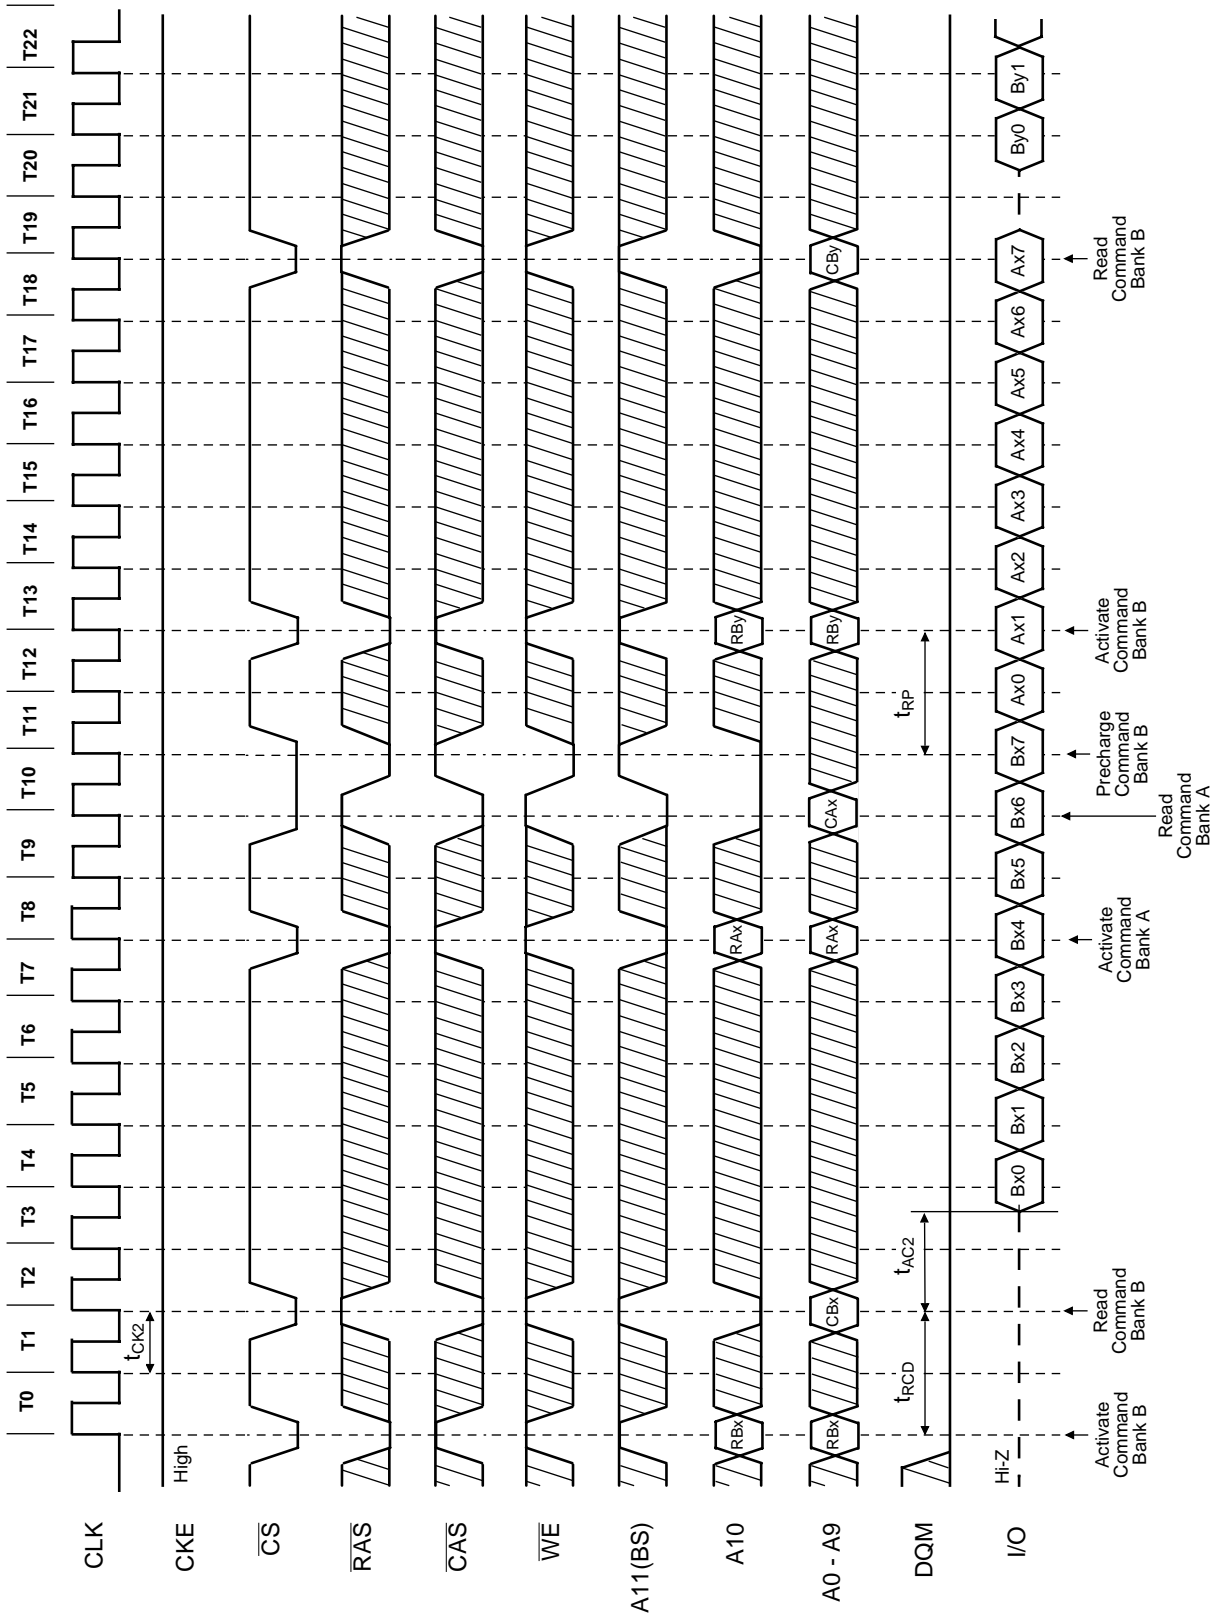 T0 T1 T2 T3 T4 T5 T6 T7 T8 T9 T10 T11 T12 T13 T14 T15 T16 T17 T18 T19 T20 T21 T22
CLK
tCK2
CKE
High
CS
RAS
CAS
WE
A11(BS)
A10
RBx RAx RBy
A0 - A9
RBx CBx RAx CAx RBy CBy
DQM
tRCD tAC2 tRP
I/O
Hi-Z
Bx0 Bx1 Bx2 Bx3 Bx4 Bx5 Bx6 Bx7 Ax0 Ax1 Ax2 Ax3 Ax4 Ax5 Ax6 Ax7 By0 By1
Activate
Command
Bank B
Read
Command
Bank B
Activate
Command
Bank A
Read
Command
Bank A
Precharge
Command
Bank B
Activate
Command
Bank B
Read
Command
Bank B